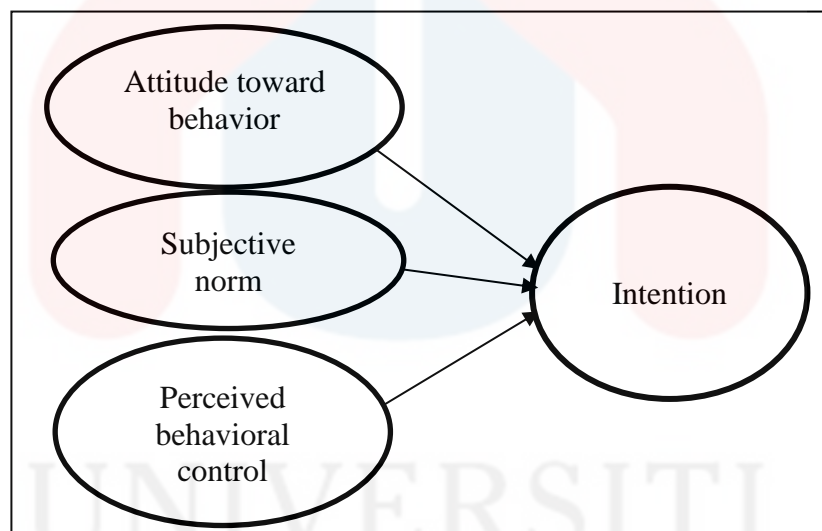 Attitude toward
behavior
Subjective
norm
Intention
Perceived
behavioral
control
UNIVERSITI